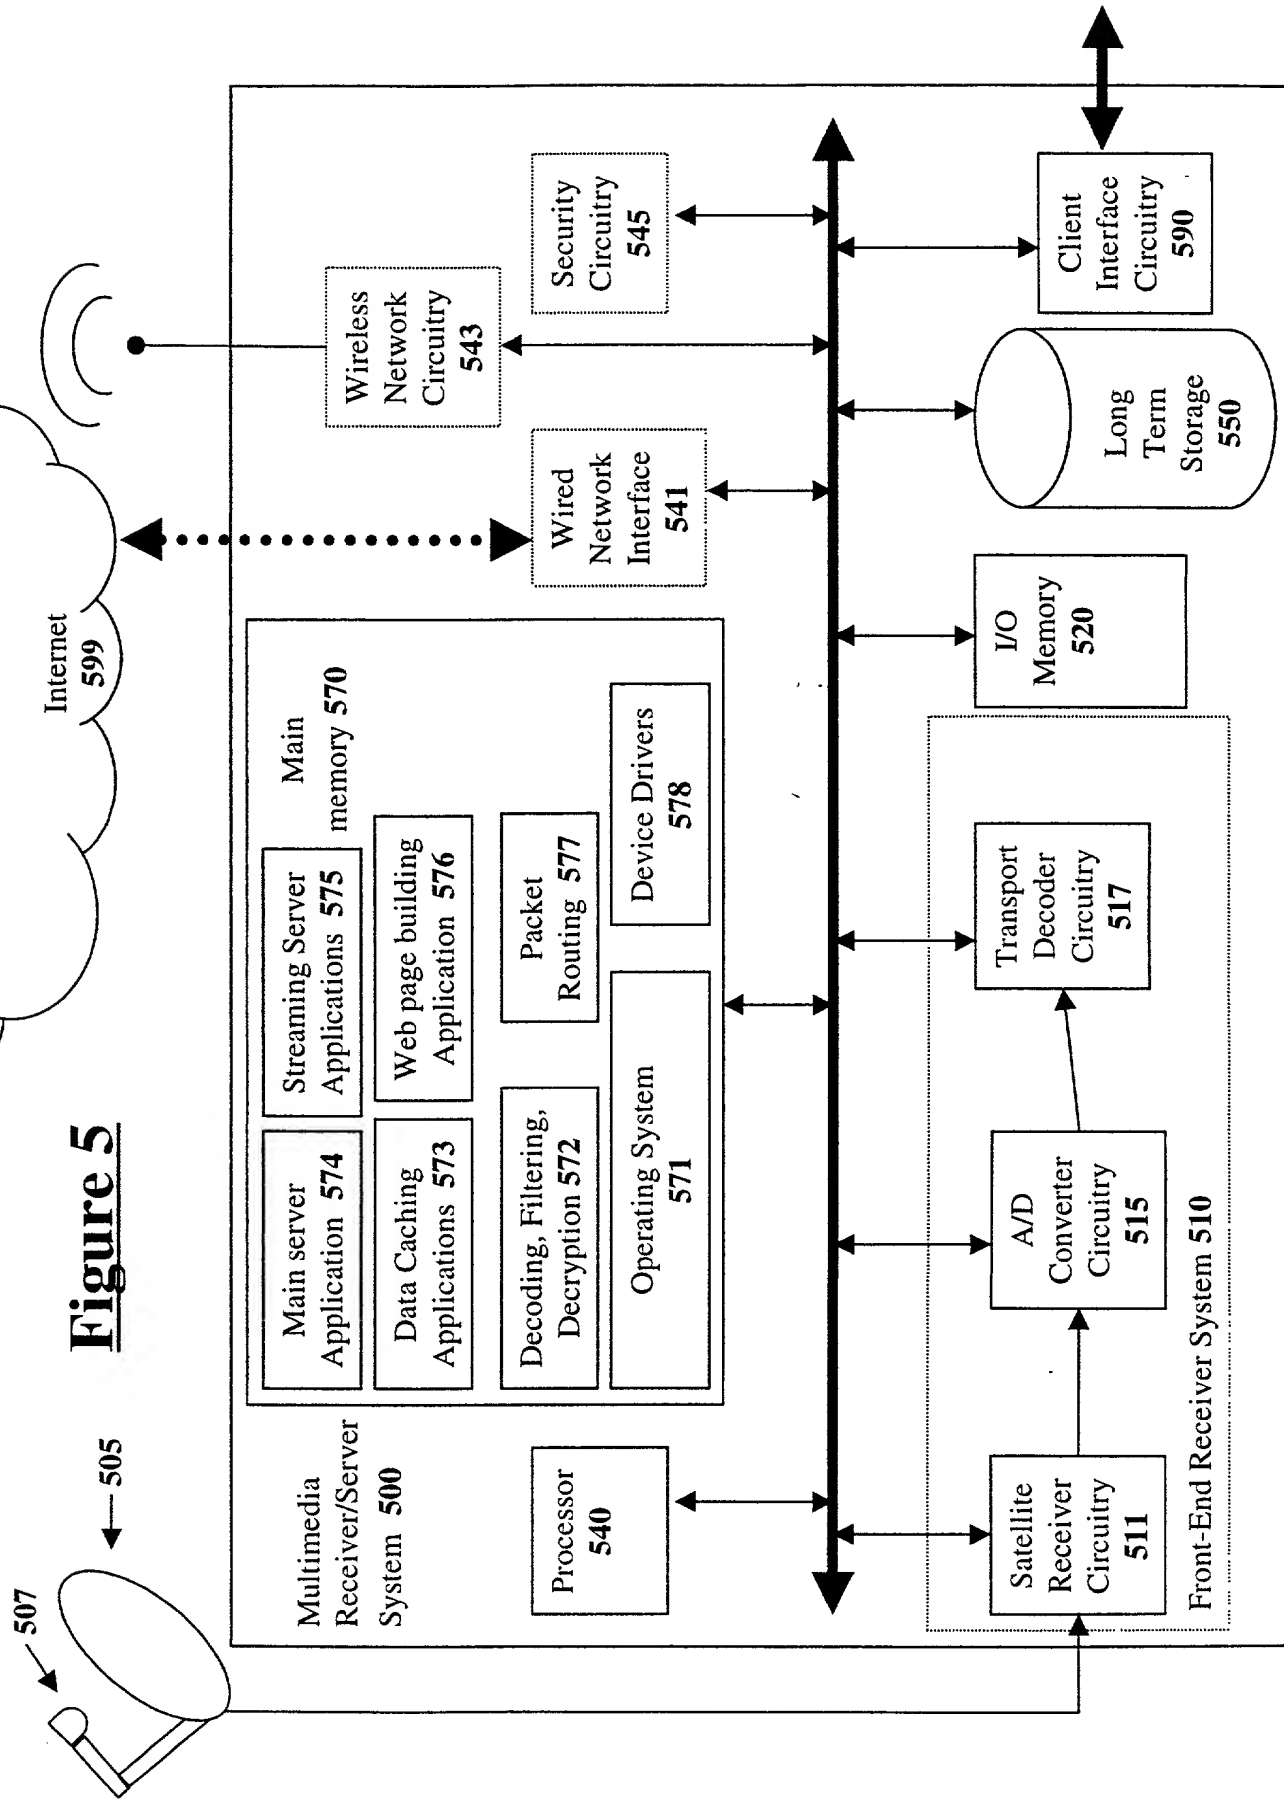 Figure 5
507
505
Internet
599
Multimedia
Receiver/Server
System 500
Main server
Application 574
Streaming Server
Applications 575
Main
memory 570
Data Caching
Applications 573
Web page building
Application 576
Decoding, Filtering,
Decryption 572
Packet
Routing 577
Operating System
571
Device Drivers
578
Processor
540
Wired
Network
Interface
541
Wireless
Network
Circuitry
543
Security
Circuitry
545
Satellite
Receiver
Circuitry
511
A/D
Converter
Circuitry
515
Transport
Decoder
Circuitry
517
Front-End Receiver System 510
I/O
Memory
520
Long
Term
Storage
550
Client
Interface
Circuitry
590